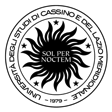 UNIVERSITÀ DEGLI STUDI DI CASSINO E DEL LAZIO MERIDIONALE
SOL PER
NOCTEM
~ 1979 ~